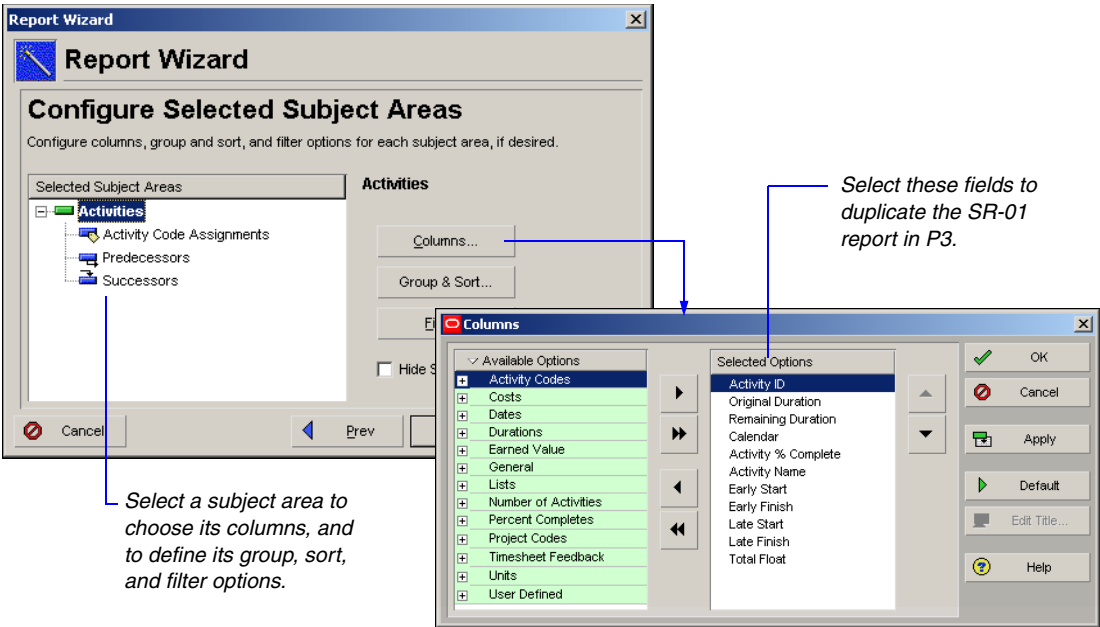 Report Wizard
Report Wizard
Configure Selected Subject Areas
Configure columns, group and sort, and filter options for each subject area, if desired.
Selected Subject Areas
Activities
Activity Code Assignments
Predecessors
Successors
Activities
Columns...
Group & Sort...
Fi
Hide S
Cancel
Prev
Select these fields to
duplicate the SR-01
report in P3.
Columns
Available Options
Activity Codes
Costs
Dates
Durations
Earned Value
General
Lists
Number of Activities
Percent Completes
Project Codes
Timesheet Feedback
Units
User Defined
Selected Options
Activity ID
Original Duration
Remaining Duration
Calendar
Activity % Complete
Activity Name
Early Start
Early Finish
Late Start
Late Finish
Total Float
OK
Cancel
Apply
Default
Edit Title...
Help
Select a subject area to
choose its columns, and
to define its group, sort,
and filter options.